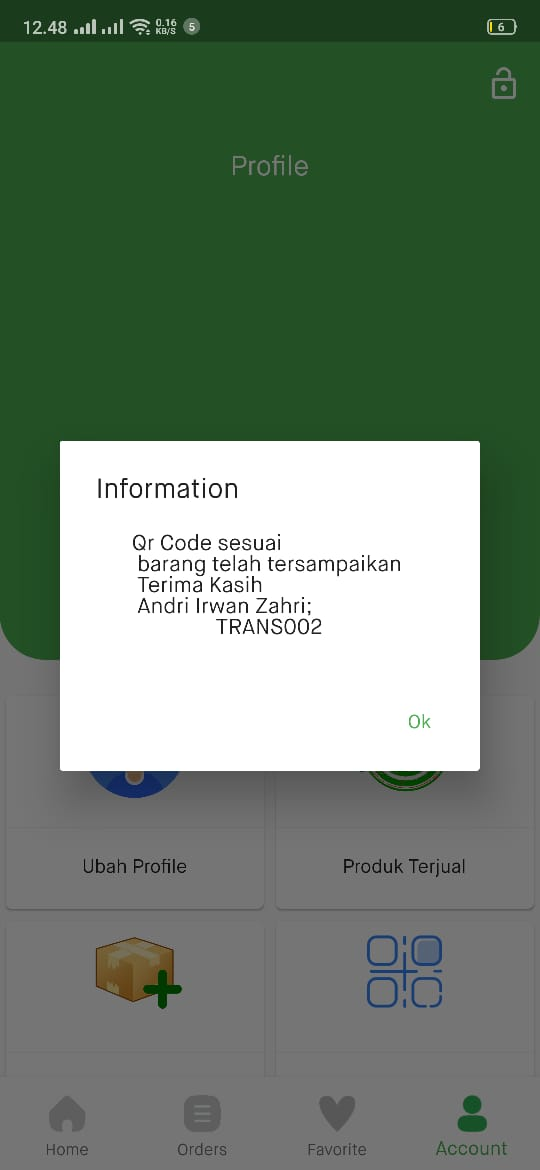 12.48
0.16
KB/S
5
6
Profile
Information
Qr Code sesuai
barang telah tersampaikan
Terima Kasih
Andri Irwan Zahri;
TRANS002
Ok
Ubah Profile
Produk Terjual
Home
Orders
Favorite
Account